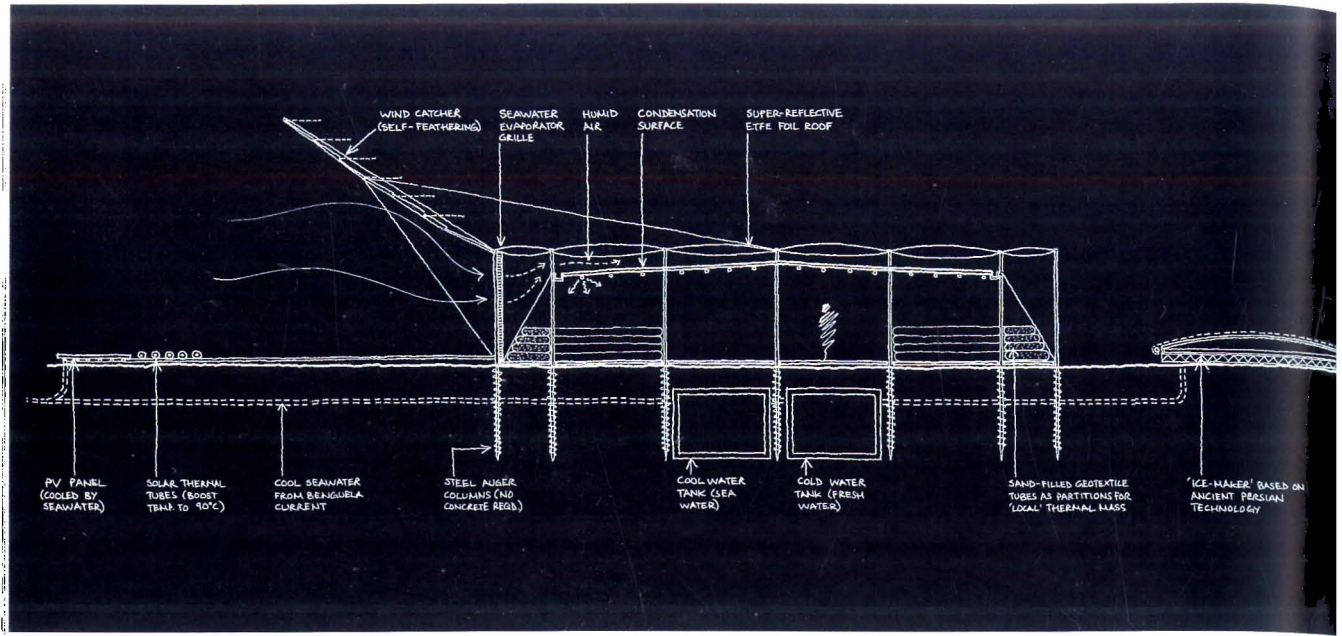 WIND CATCHER
(SELF-FEATHERING)
SEAWATER
EVAPORATOR
GRILLE
HUMID
AIR
CONDENSATION
SURFACE
SUPER-REFLECTIVE
ETFE FOIL ROOF
PV PANEL
(COOLED BY
SEAWATER)
SOLAR THERMAL
TUBES (BOOST
TEMP. TO 90°C)
COOL SEAWATER
FROM BENGUELA
CURRENT
STEEL AUGER
COLUMNS (NO
CONCRETE REQD.)
COOL WATER
TANK (SEA
WATER)
COLD WATER
TANK (FRESH
WATER)
SAND-FILLED GEOTEXTILE
TUBES AS PARTITIONS FOR
'LOCAL' THERMAL MASS
'ICE-MAKER' BASED ON
ANCIENT PERSIAN
TECHNOLOGY